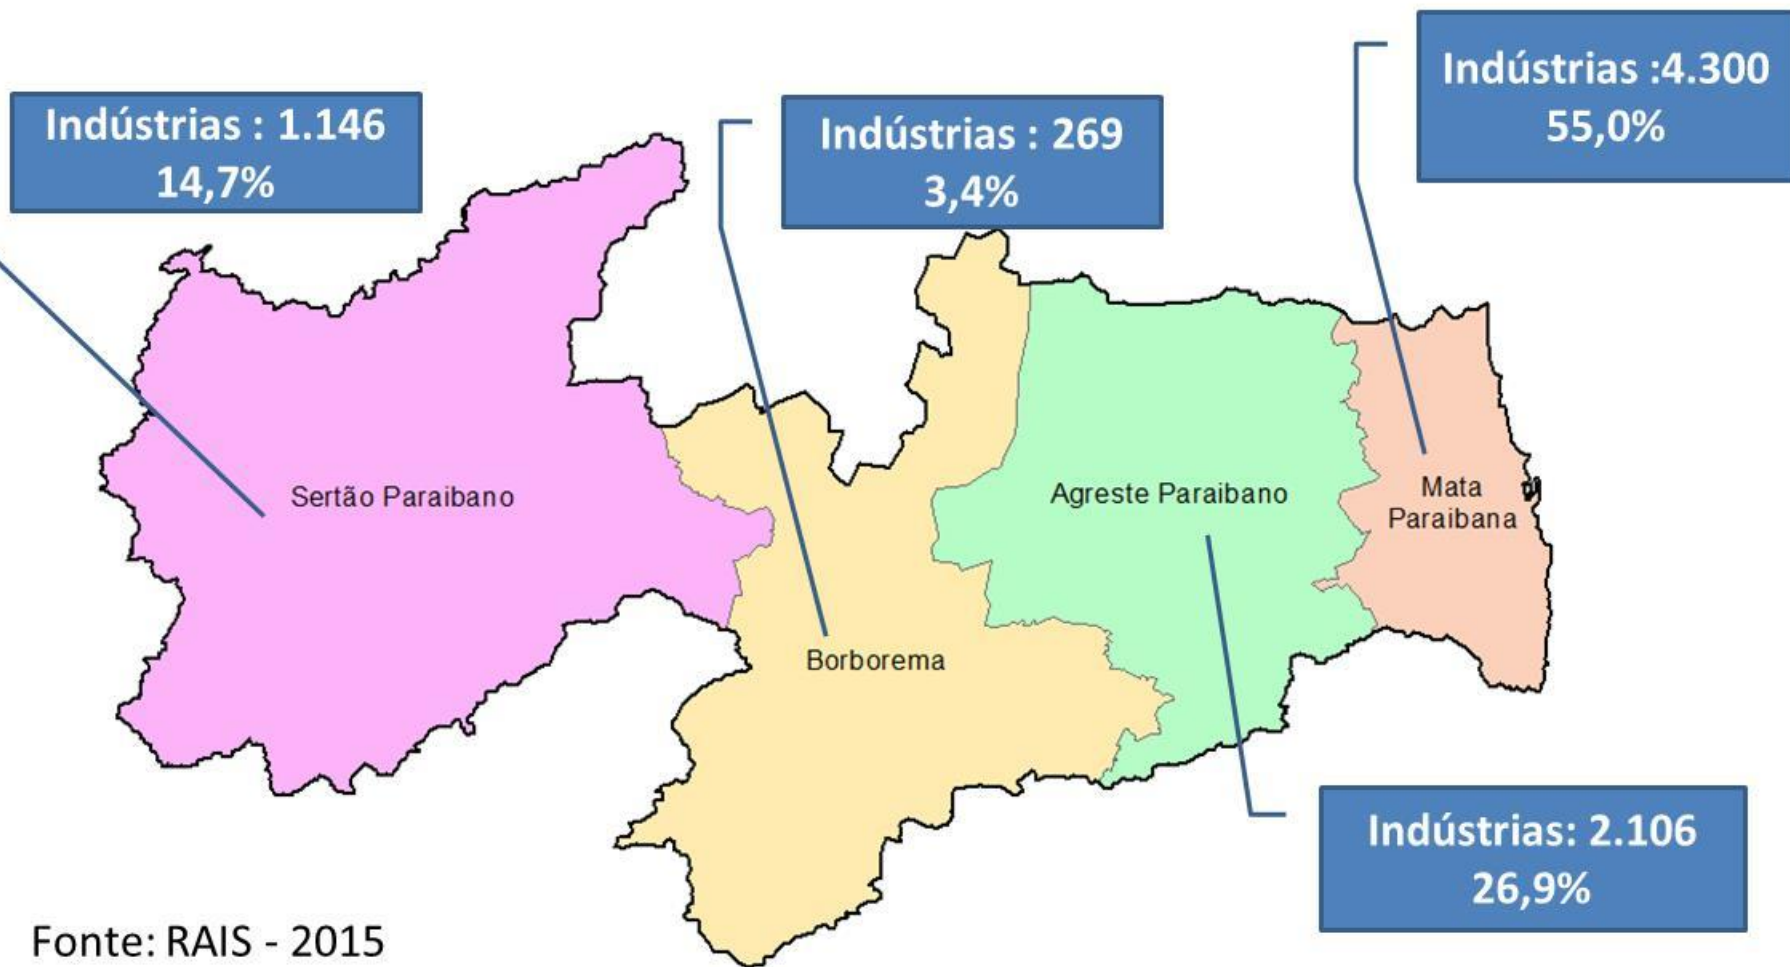 Indústrias :4.300
55,0%
Indústrias : 1.146
14,7%
Indústrias : 269
3,4%
Sertão Paraibano
Agreste Paraibano
Mata
Paraibana
Borborema
Indústrias: 2.106
26,9%
Fonte: RAIS - 2015